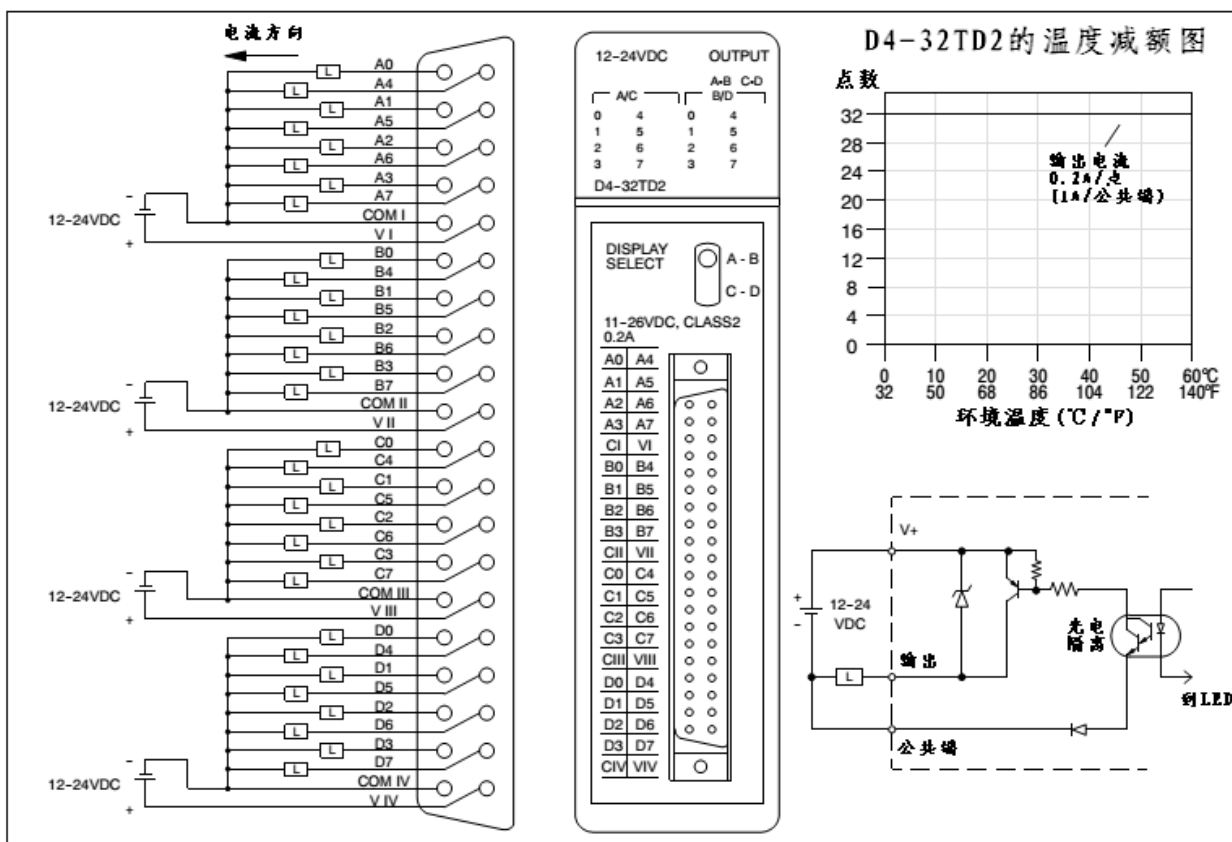 电流方向
A0
L
A4
L
A1
L
A5
L
A2
L
A6
L
A3
L
A7
L
-
COM I
12-24VDC
V I
+
B0
L
B4
L
B1
L
B5
L
B2
L
B6
L
B3
L
B7
L
-
COM II
12-24VDC
V II
+
C0
L
C4
L
C1
L
C5
L
C2
L
C6
L
C3
L
C7
L
-
COM III
12-24VDC
V III
+
D0
L
D4
L
D1
L
D5
L
D2
L
D6
L
D3
L
D7
L
-
COM IV
12-24VDC
V IV
+
12-24VDC OUTPUT
A•B C•D
A/C B/D
0 4 0 4
1 5 1 5
2 6 2 6
3 7 3 7
D4-32TD2
DISPLAY
SELECT
A - B
C - D
11-26VDC, CLASS2
0.2A
A0 A4
A1 A5
A2 A6
A3 A7
CI VI
B0 B4
B1 B5
B2 B6
B3 B7
CII VII
C0 C4
C1 C5
C2 C6
C3 C7
CIII VIII
D0 D4
D1 D5
D2 D6
D3 D7
CIV VIV
D4-32TD2的温度减额图
点数
32
28
24
20
16
12
8
4
0
输出电流
0.2A/点
(1A/公共端)
0 10 20 30 40 50 60℃
32 50 68 86 104 122 140°F
环境温度(℃/°F)
V+
+
12-24
-
VDC
光电
隔离
输出
L
到LED
公共端